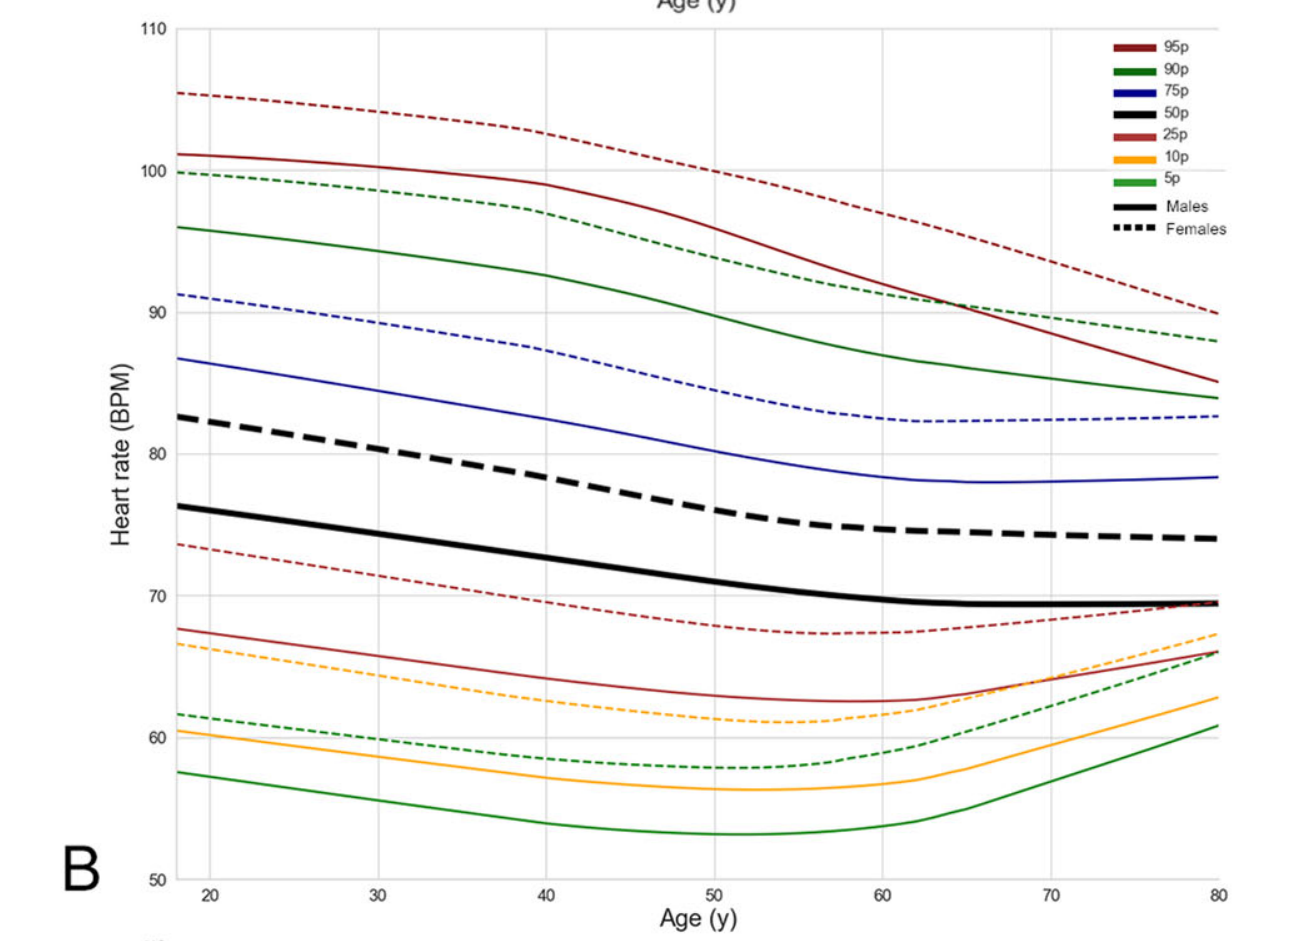 Age (y)
110
100
90
80
70
60
50
Heart rate (BPM)
95p
90p
75p
50p
25p
10p
5p
Males
Females
B
20 30 40 50 60 70 80
Age (y)